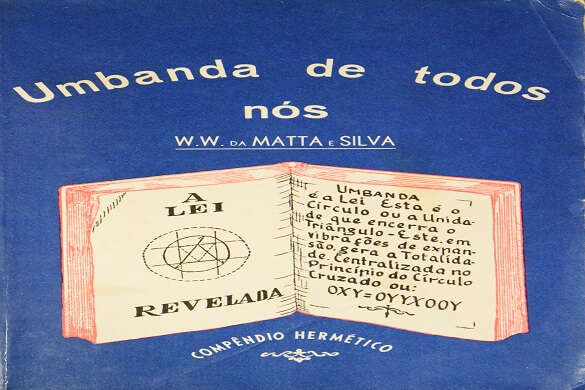 Umbanda de todos
nós
W.W. DA MATTA E SILVA
A
LEI
REVELADA
UMBANDA
é a Lei. Esta é o
Círculo ou a Unida-
de que encerra o
Triângulo - Este, em
vibrações de expan-
são, gera a Totalida-
de. Centralizada no
Princípio do Círculo
Cruzado ou:
OXY=OYYXOOY
COMPÊNDIO HERMÉTICO